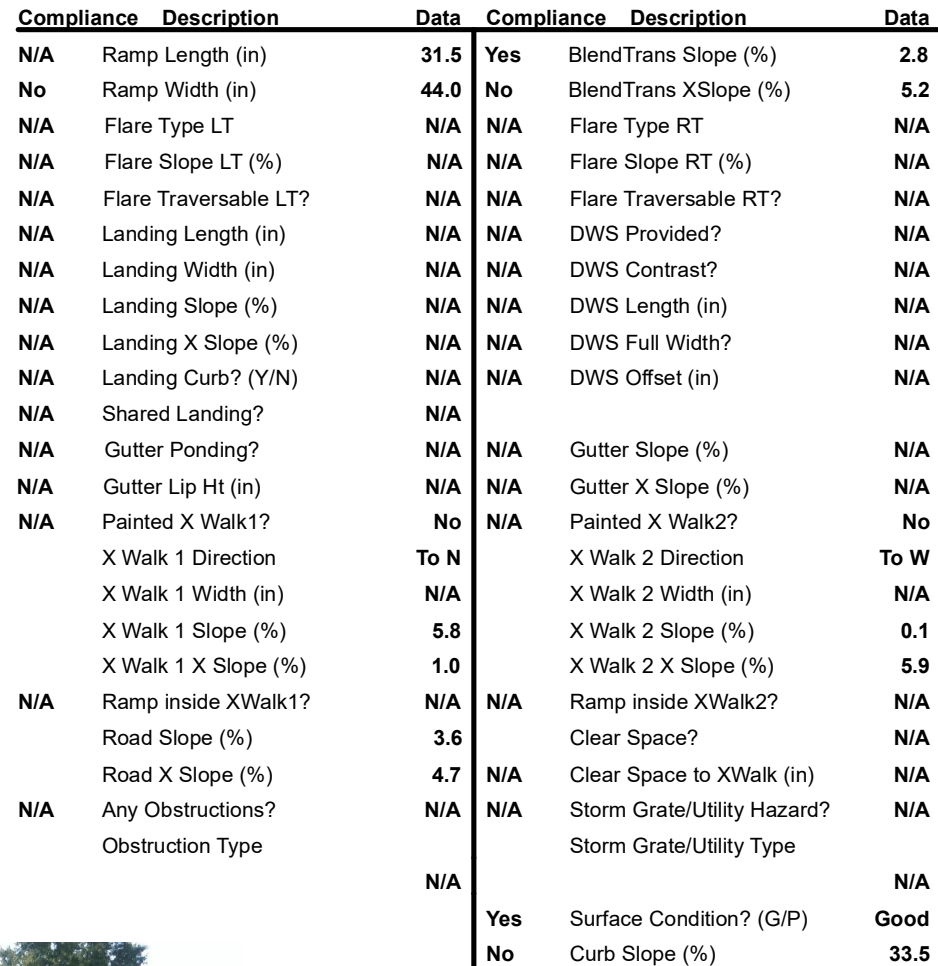 Compliance Description Data Compliance Description Data
N/A Ramp Length (in) 31.5 Yes BlendTrans Slope (%) 2.8
No Ramp Width (in) 44.0 No BlendTrans XSlope (%) 5.2
N/A Flare Type LT N/A N/A Flare Type RT N/A
N/A Flare Slope LT (%) N/A N/A Flare Slope RT (%) N/A
N/A Flare Traversable LT? N/A N/A Flare Traversable RT? N/A
N/A Landing Length (in) N/A N/A DWS Provided? N/A
N/A Landing Width (in) N/A N/A DWS Contrast? N/A
N/A Landing Slope (%) N/A N/A DWS Length (in) N/A
N/A Landing X Slope (%) N/A N/A DWS Full Width? N/A
N/A Landing Curb? (Y/N) N/A N/A DWS Offset (in) N/A
N/A Shared Landing? N/A
N/A Gutter Ponding? N/A N/A Gutter Slope (%) N/A
N/A Gutter Lip Ht (in) N/A N/A Gutter X Slope (%) N/A
N/A Painted X Walk1? No N/A Painted X Walk2? No
X Walk 1 Direction To N X Walk 2 Direction To W
X Walk 1 Width (in) N/A X Walk 2 Width (in) N/A
X Walk 1 Slope (%) 5.8 X Walk 2 Slope (%) 0.1
X Walk 1 X Slope (%) 1.0 X Walk 2 X Slope (%) 5.9
N/A Ramp inside XWalk1? N/A N/A Ramp inside XWalk2? N/A
Road Slope (%) 3.6 Clear Space? N/A
Road X Slope (%) 4.7 N/A Clear Space to XWalk (in) N/A
N/A Any Obstructions? N/A N/A Storm Grate/Utility Hazard? N/A
Obstruction Type Storm Grate/Utility Type
N/A N/A
Yes Surface Condition? (G/P) Good
No Curb Slope (%) 33.5